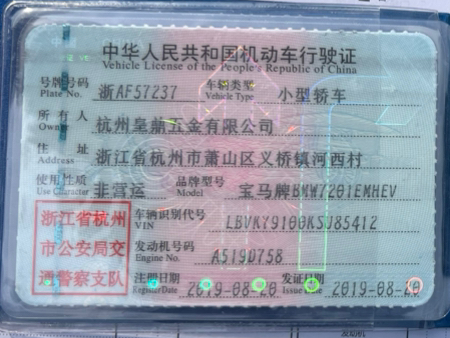 中华人民共和国机动车行驶证
Vehicle License of the People's Republic of China
号牌号码 浙AF57237 车辆类型 小型轿车
Plate No. Vehicle Type
所有人 杭州皇鼎五金有限公司
Owner
住址 浙江省杭州市萧山区义桥镇河西村
Address
使用性质 非营运 品牌型号 宝马牌BMW7201EMHEV
Use Character Model
浙江省杭州
市公安局交
通警察支队
车辆识别代号 LBVKY9100KSU85412
VIN
发动机号码 A519D758
Engine No.
注册日期 2019-08-20 发证日期 2019-08-20
Register Date Issue Date
发动机